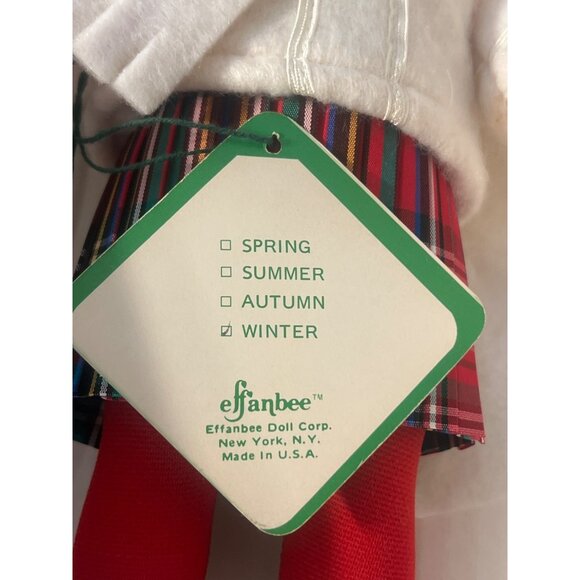 ☐ SPRING
☐ SUMMER
☐ AUTUMN
☑ WINTER
effanbee™
Effanbee Doll Corp.
New York, N.Y.
Made In U.S.A.